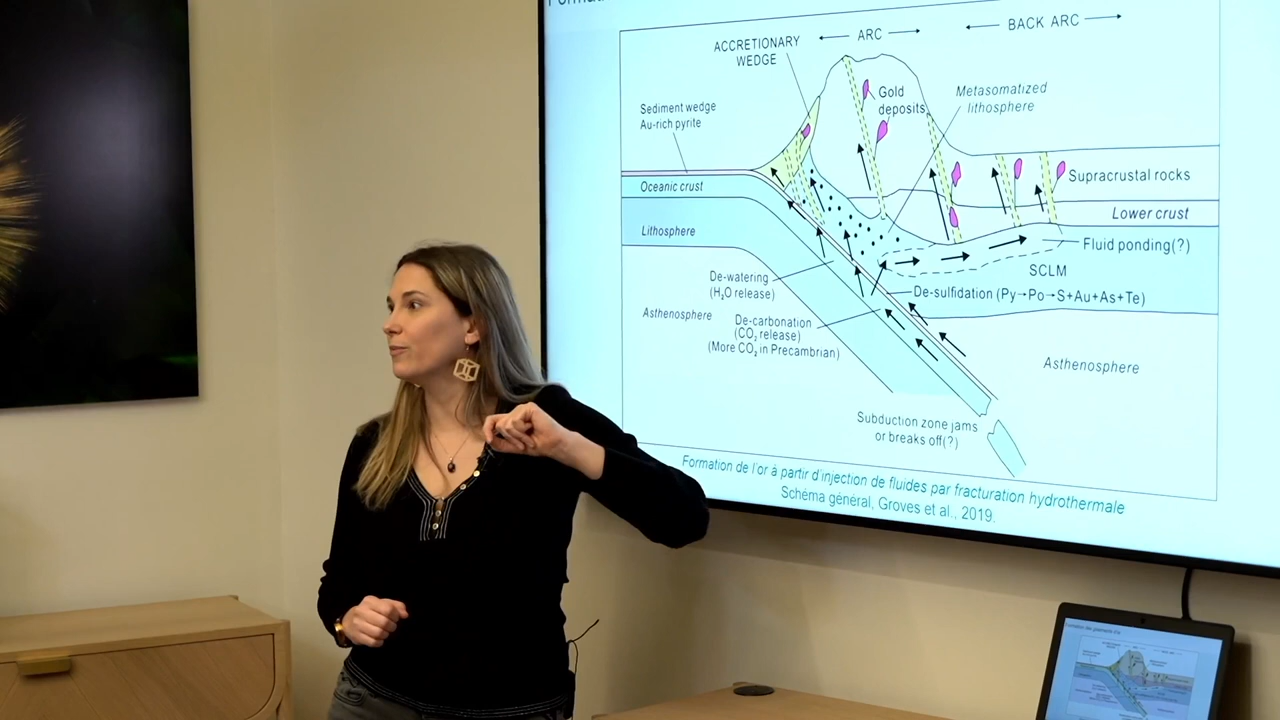 ARC
BACK ARC
ACCRETIONARY
WEDGE
Gold
deposits
Metasomatized
lithosphere
Sediment wedge
Au-rich pyrite
Oceanic crust
Supracrustal rocks
Lower crust
Lithosphere
Fluid ponding(?)
SCLM
De-watering
(H₂O release)
De-sulfidation (Py→Po→S+Au+As+Te)
Asthenosphere
De-carbonation
(CO₂ release)
(More CO₂ in Precambrian)
Asthenosphere
Subduction zone jams
or breaks off(?)
Formation de l'or à partir d'injection de fluides par fracturation hydrothermale
Schéma général, Groves et al., 2019.